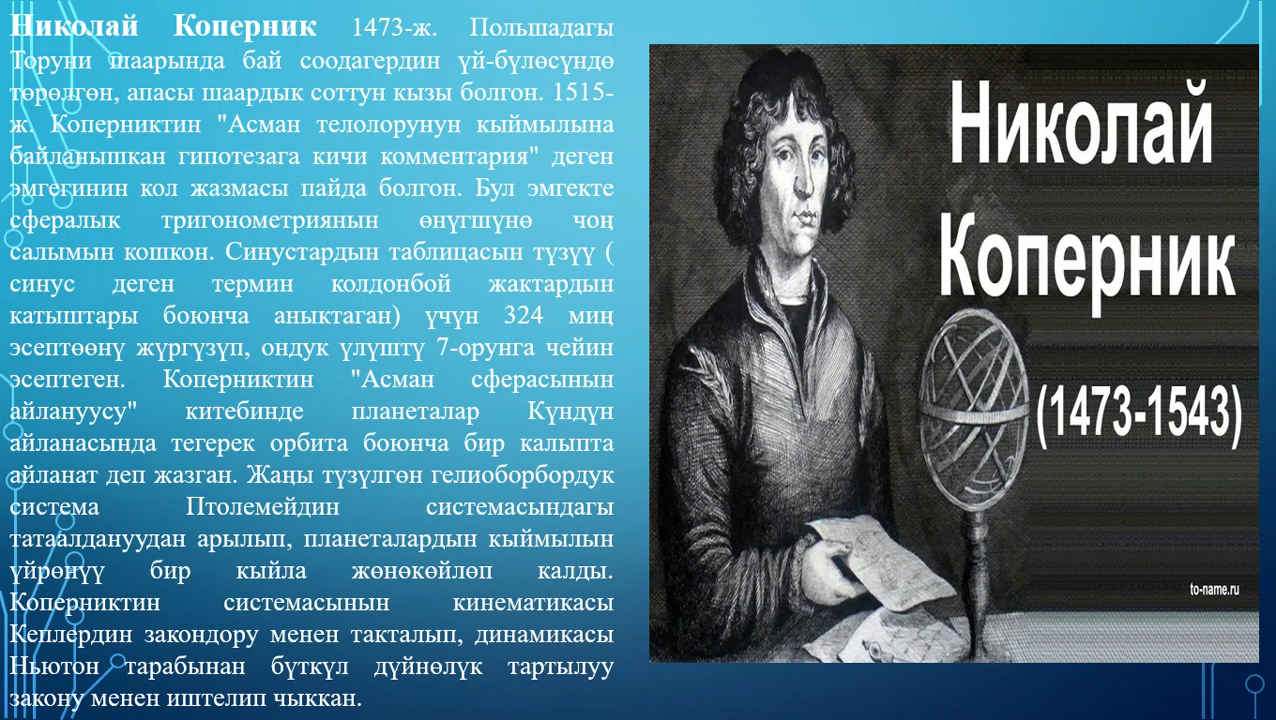 Николай Коперник 1473-ж. Польшадагы
Торуни шаарында бай соодагердин үй-бүлөсүндө
төрөлгөн, апасы шаардык соттун кызы болгон. 1515-
ж. Коперниктин "Асман телолорунун кыймылына
байланышкан гипотезага кичи комментария" деген
эмгегинин кол жазмасы пайда болгон. Бул эмгекте
сфералык тригонометриянын өнүгшүнө чоң
салымын кошкон. Синустардын таблицасын түзүү (
синус деген термин колдонбой жактардын
катыштары боюнча аныктаган) үчүн 324 миң
эсептөөнү жүргүзүп, ондук үлүштү 7-орунга чейин
эсептеген. Коперниктин "Асман сферасынын
айлануусу" китебинде планеталар Күндүн
айланасында тегерек орбита боюнча бир калыпта
айланат деп жазган. Жаңы түзүлгөн гелиоборбордук
система Птолемейдин системасындагы
татаалдануудан арылып, планеталардын кыймылын
үйрөнүү бир кыйла жөнөкөйлөп калды.
Коперниктин системасынын кинематикасы
Кеплердин закондору менен такталып, динамикасы
Ньютон тарабынан бүткүл дүйнөлүк тартылуу
закону менен иштелип чыккан.
Николай
Коперник
(1473-1543)
to-name.ru